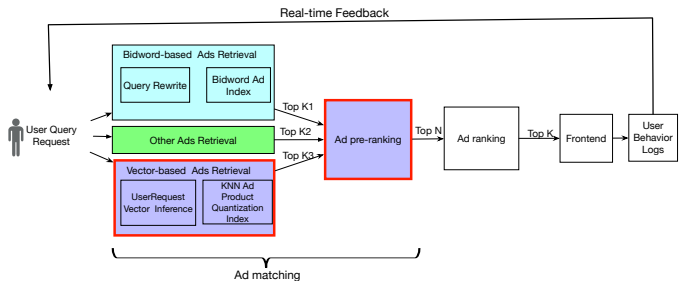 Real-time Feedback
Bidword-based Ads Retrieval
Query Rewrite
Bidword Ad
Index
User Query
Request
Other Ads Retrieval
Vector-based Ads Retrieval
UserRequest
Vector Inference
KNN Ad
Product
Quantization
Index
Top K1
Top K2
Top K3
Ad pre-ranking
Top N
Ad ranking
Top K
Frontend
User
Behavior
Logs
Ad matching